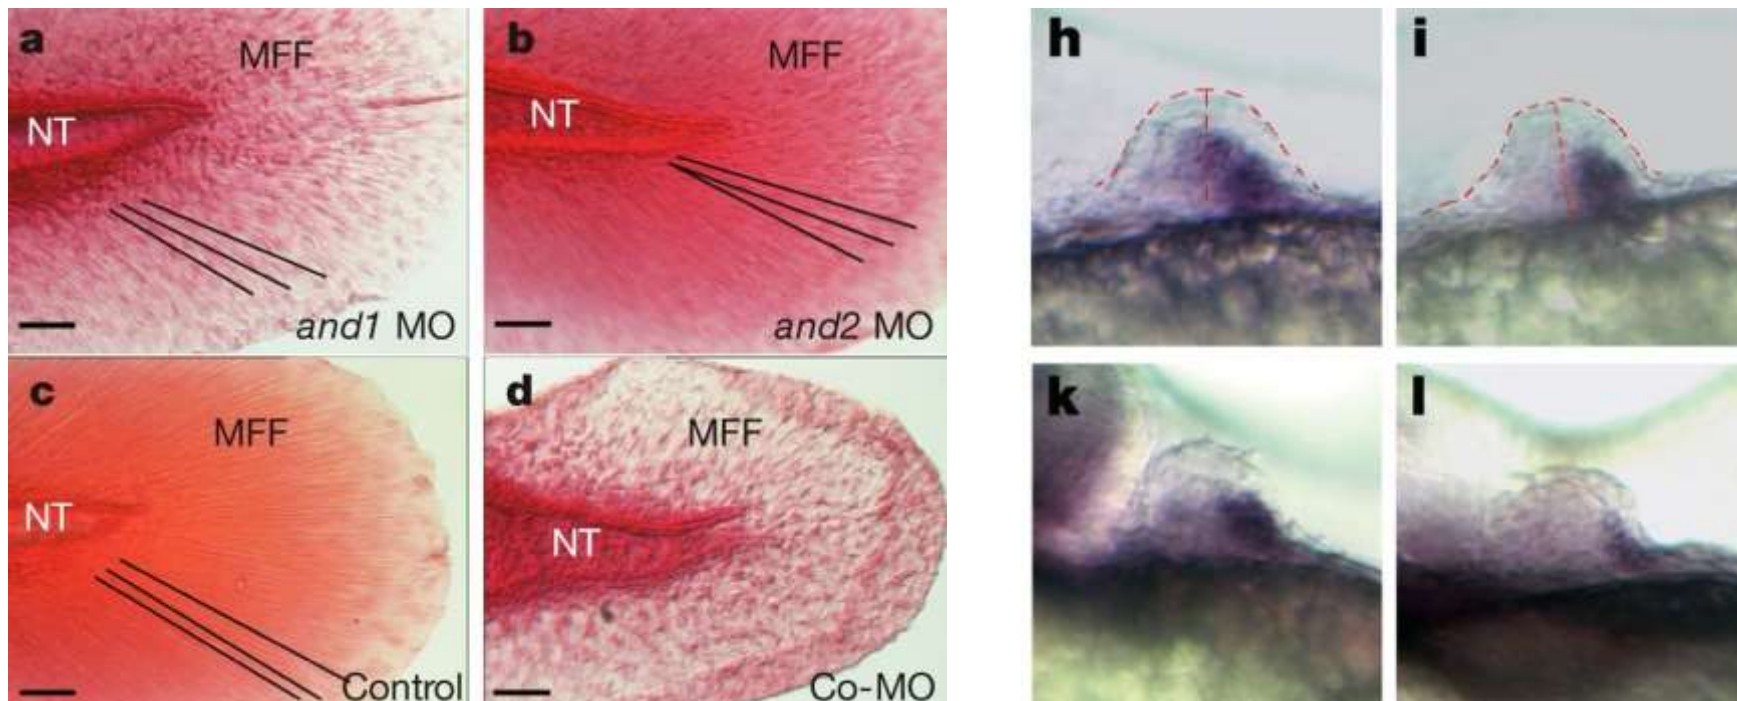 a
MFF
NT
and1 MO
b
MFF
NT
and2 MO
c
MFF
NT
Control
d
MFF
NT
Co-MO
h
i
k
l